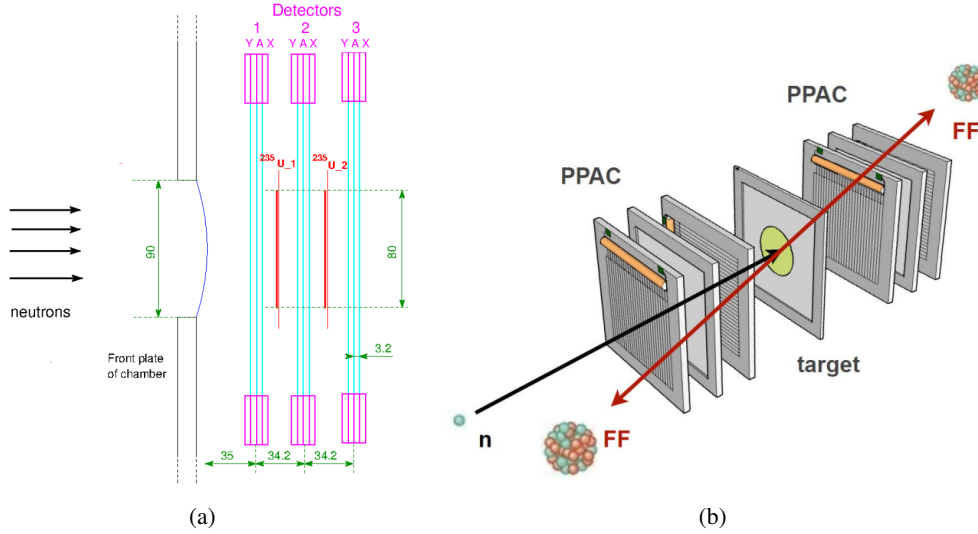 Detectors
1 2 3
Y A X Y A X Y A X
²³⁵U_1 ²³⁵U_2
90
80
neutrons
Front plate
of chamber
3.2
35 34.2 34.2
(a)
PPAC
FF
PPAC
target
n
FF
(b)